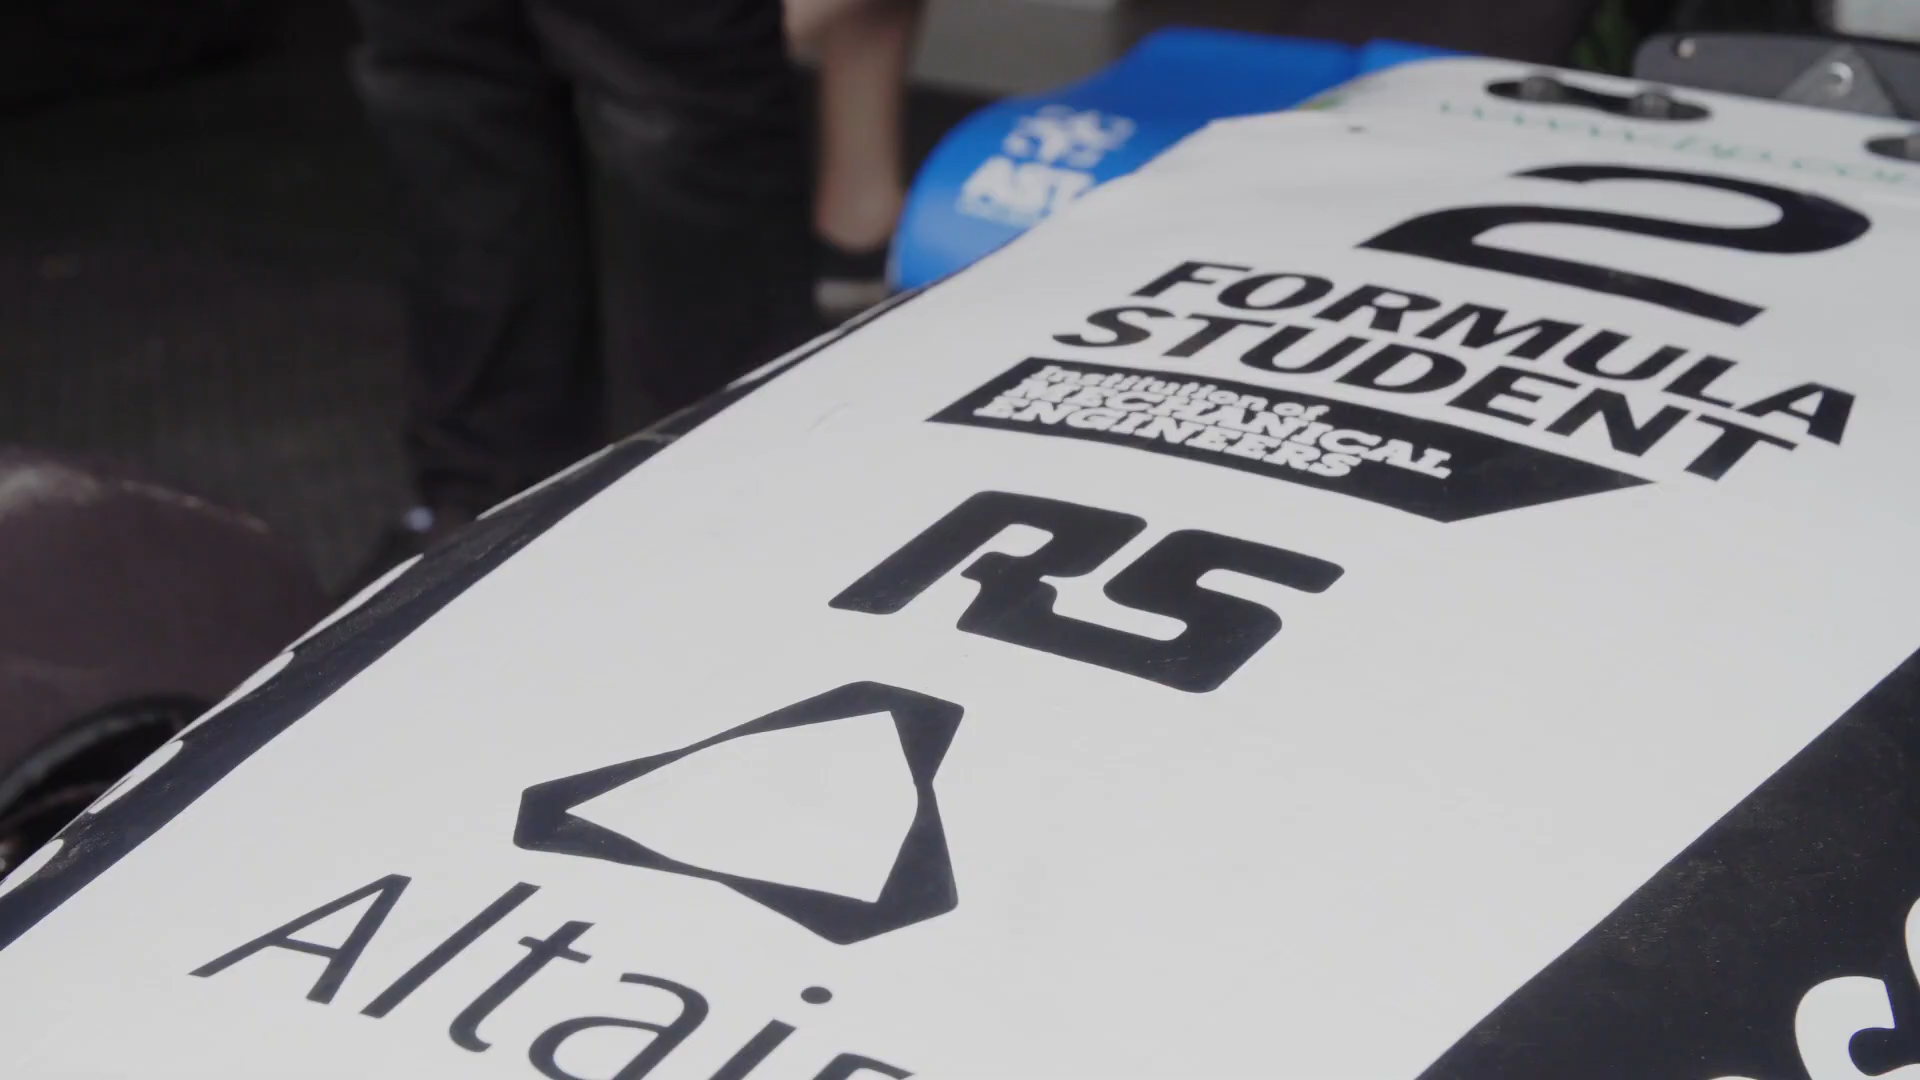 2
FORMULA
STUDENT
Institution of
MECHANICAL
ENGINEERS
RS
Altair